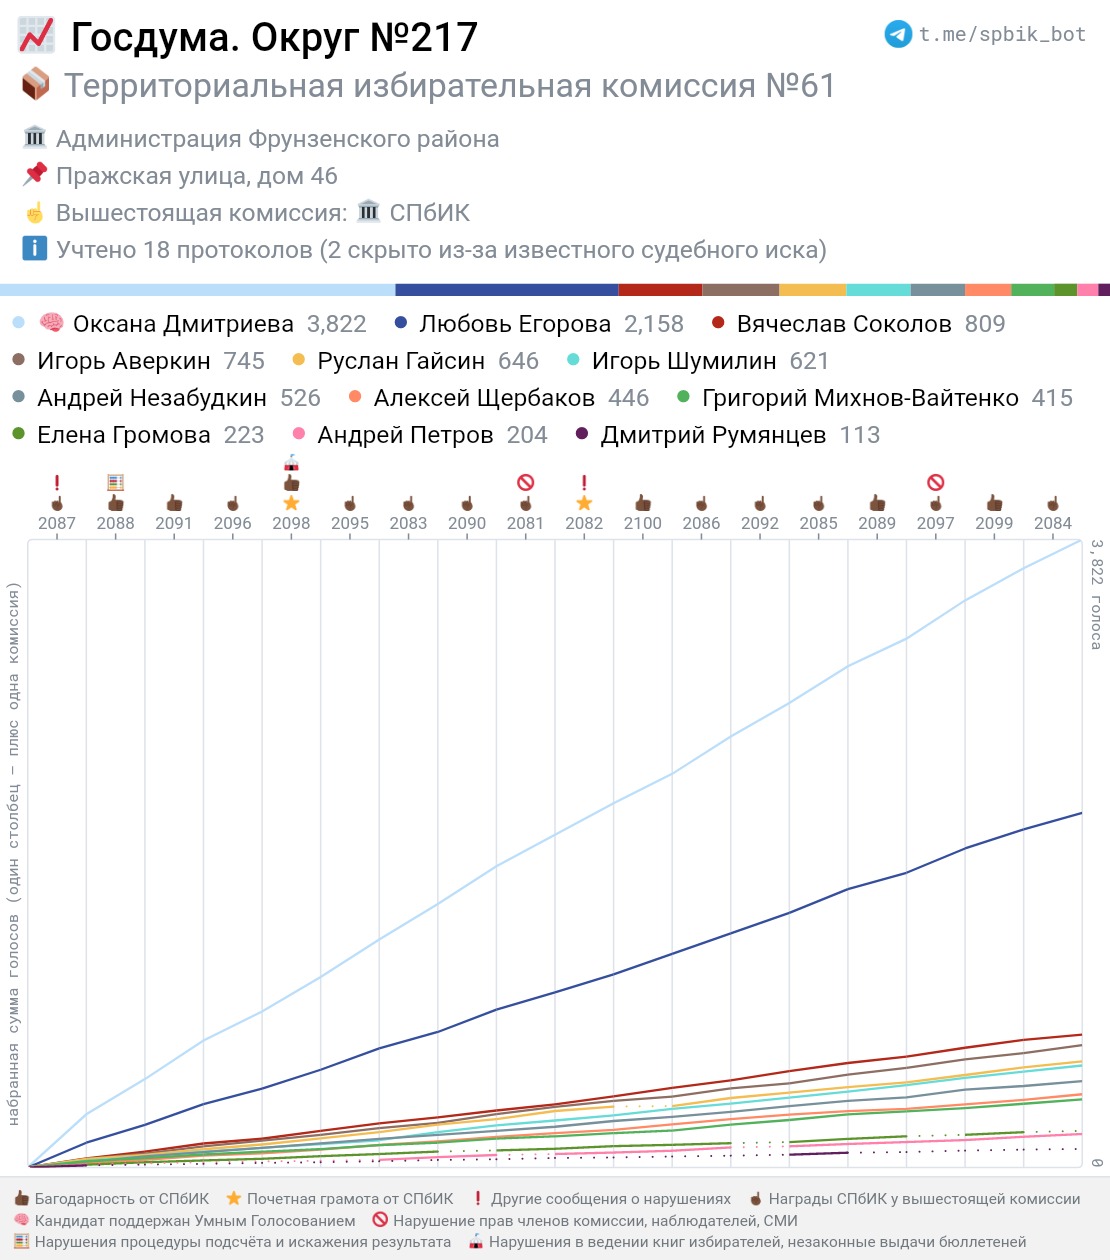 Госдума. Округ №217
t.me/spbik_bot
Территориальная избирательная комиссия №61
Администрация Фрунзенского района
Пражская улица, дом 46
Вышестоящая комиссия: СПбИК
Учтено 18 протоколов (2 скрыто из-за известного судебного иска)
Оксана Дмитриева 3,822 Любовь Егорова 2,158 Вячеслав Соколов 809
Игорь Аверкин 745 Руслан Гайсин 646 Игорь Шумилин 621
Андрей Незабудкин 526 Алексей Щербаков 446 Григорий Михнов-Вайтенко 415
Елена Громова 223 Андрей Петров 204 Дмитрий Румянцев 113
2087 2088 2091 2096 2098 2095 2083 2090 2081 2082 2100 2086 2092 2085 2089 2097 2099 2084
набранная сумма голосов (один столбец — плюс одна комиссия)
3,822 голоса
0
Багодарность от СПбИК Почетная грамота от СПбИК Другие сообщения о нарушениях Награды СПбИК у вышестоящей комиссии
Кандидат поддержан Умным Голосованием Нарушение прав членов комиссии, наблюдателей, СМИ
Нарушения процедуры подсчёта и искажения результата Нарушения в ведении книг избирателей, незаконные выдачи бюллетеней